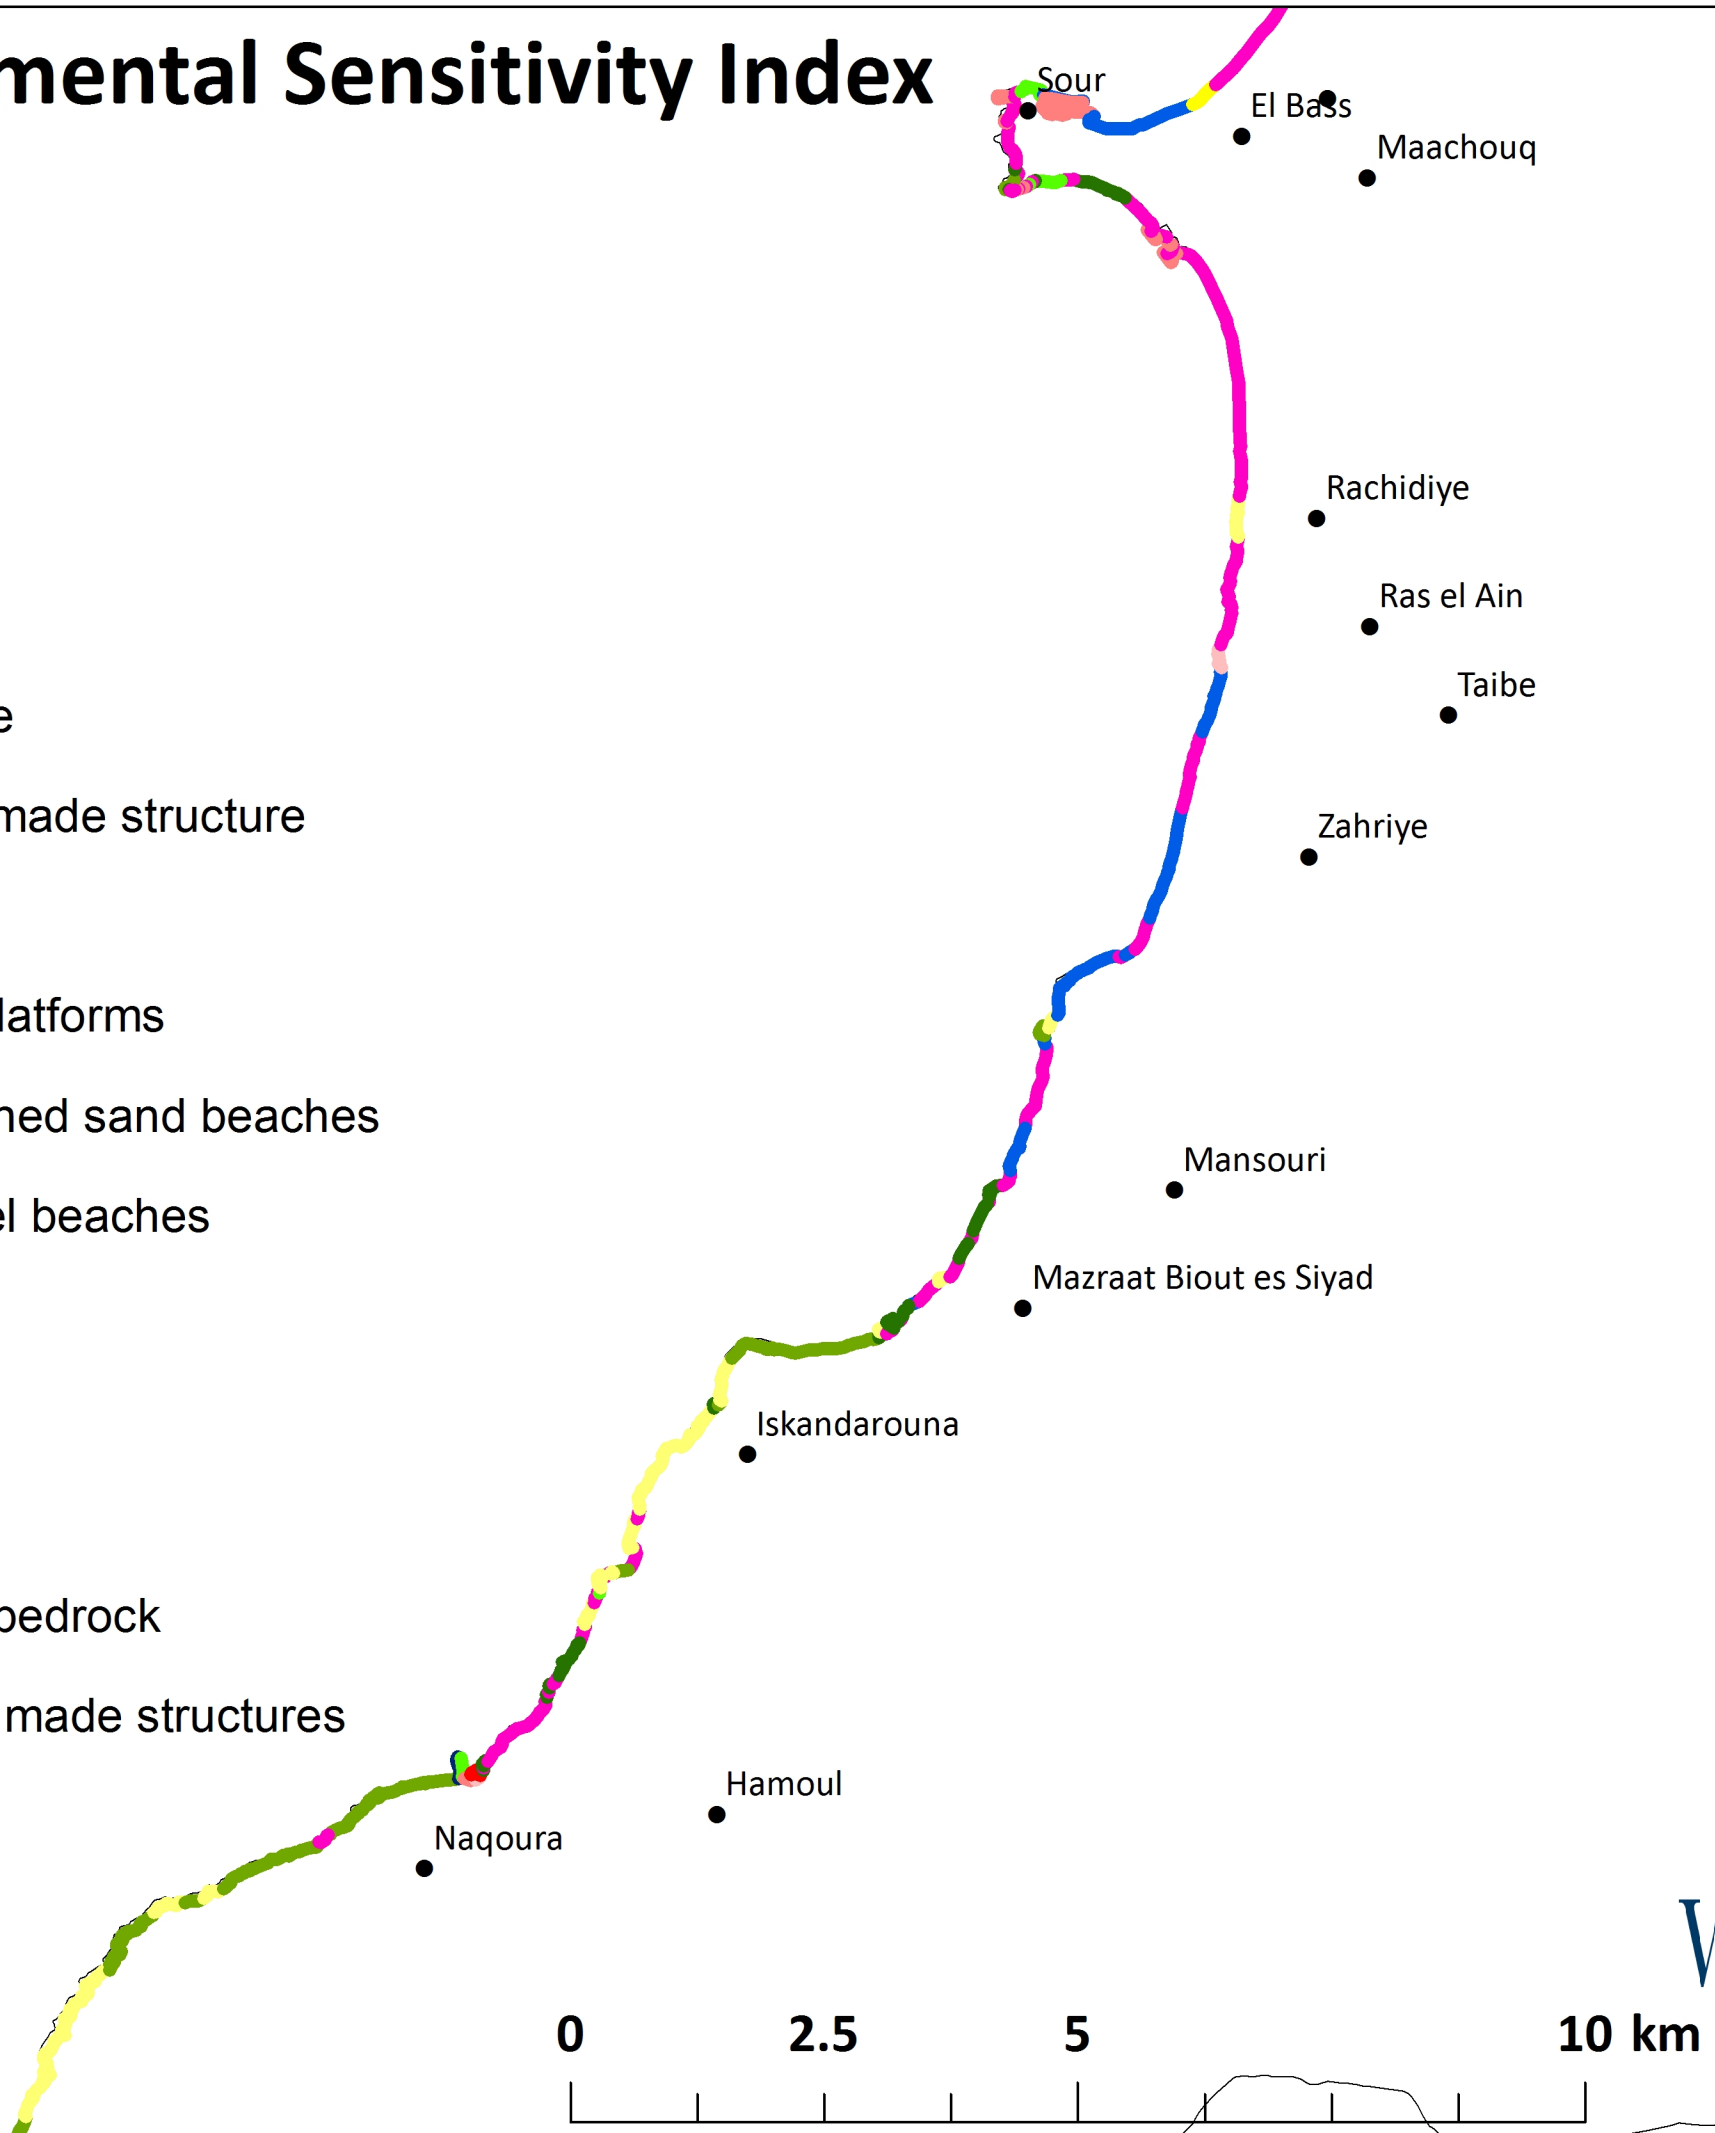 mental Sensitivity Index
Sour
El Bass
Maachouq
Rachidiye
Ras el Ain
Taibe
e
made structure
Zahriye
latforms
ned sand beaches
Mansouri
el beaches
Mazraat Biout es Siyad
Iskandarouna
bedrock
made structures
Hamoul
Naqoura
V
0 2.5 5 10 km